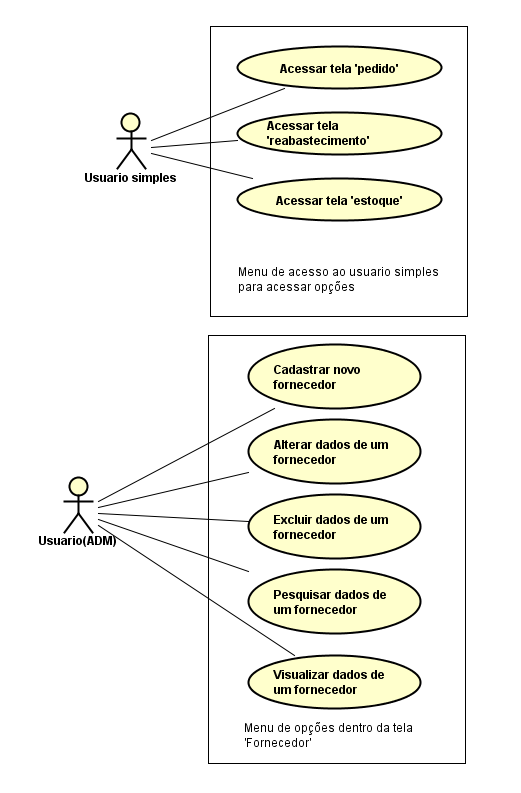 Acessar tela 'pedido'
Acessar tela
'reabastecimento'
Usuario simples
Acessar tela 'estoque'
Menu de acesso ao usuario simples
para acessar opções
Cadastrar novo
fornecedor
Alterar dados de um
fornecedor
Usuario(ADM)
Excluir dados de um
fornecedor
Pesquisar dados de
um fornecedor
Visualizar dados de
um fornecedor
Menu de opções dentro da tela
'Fornecedor'